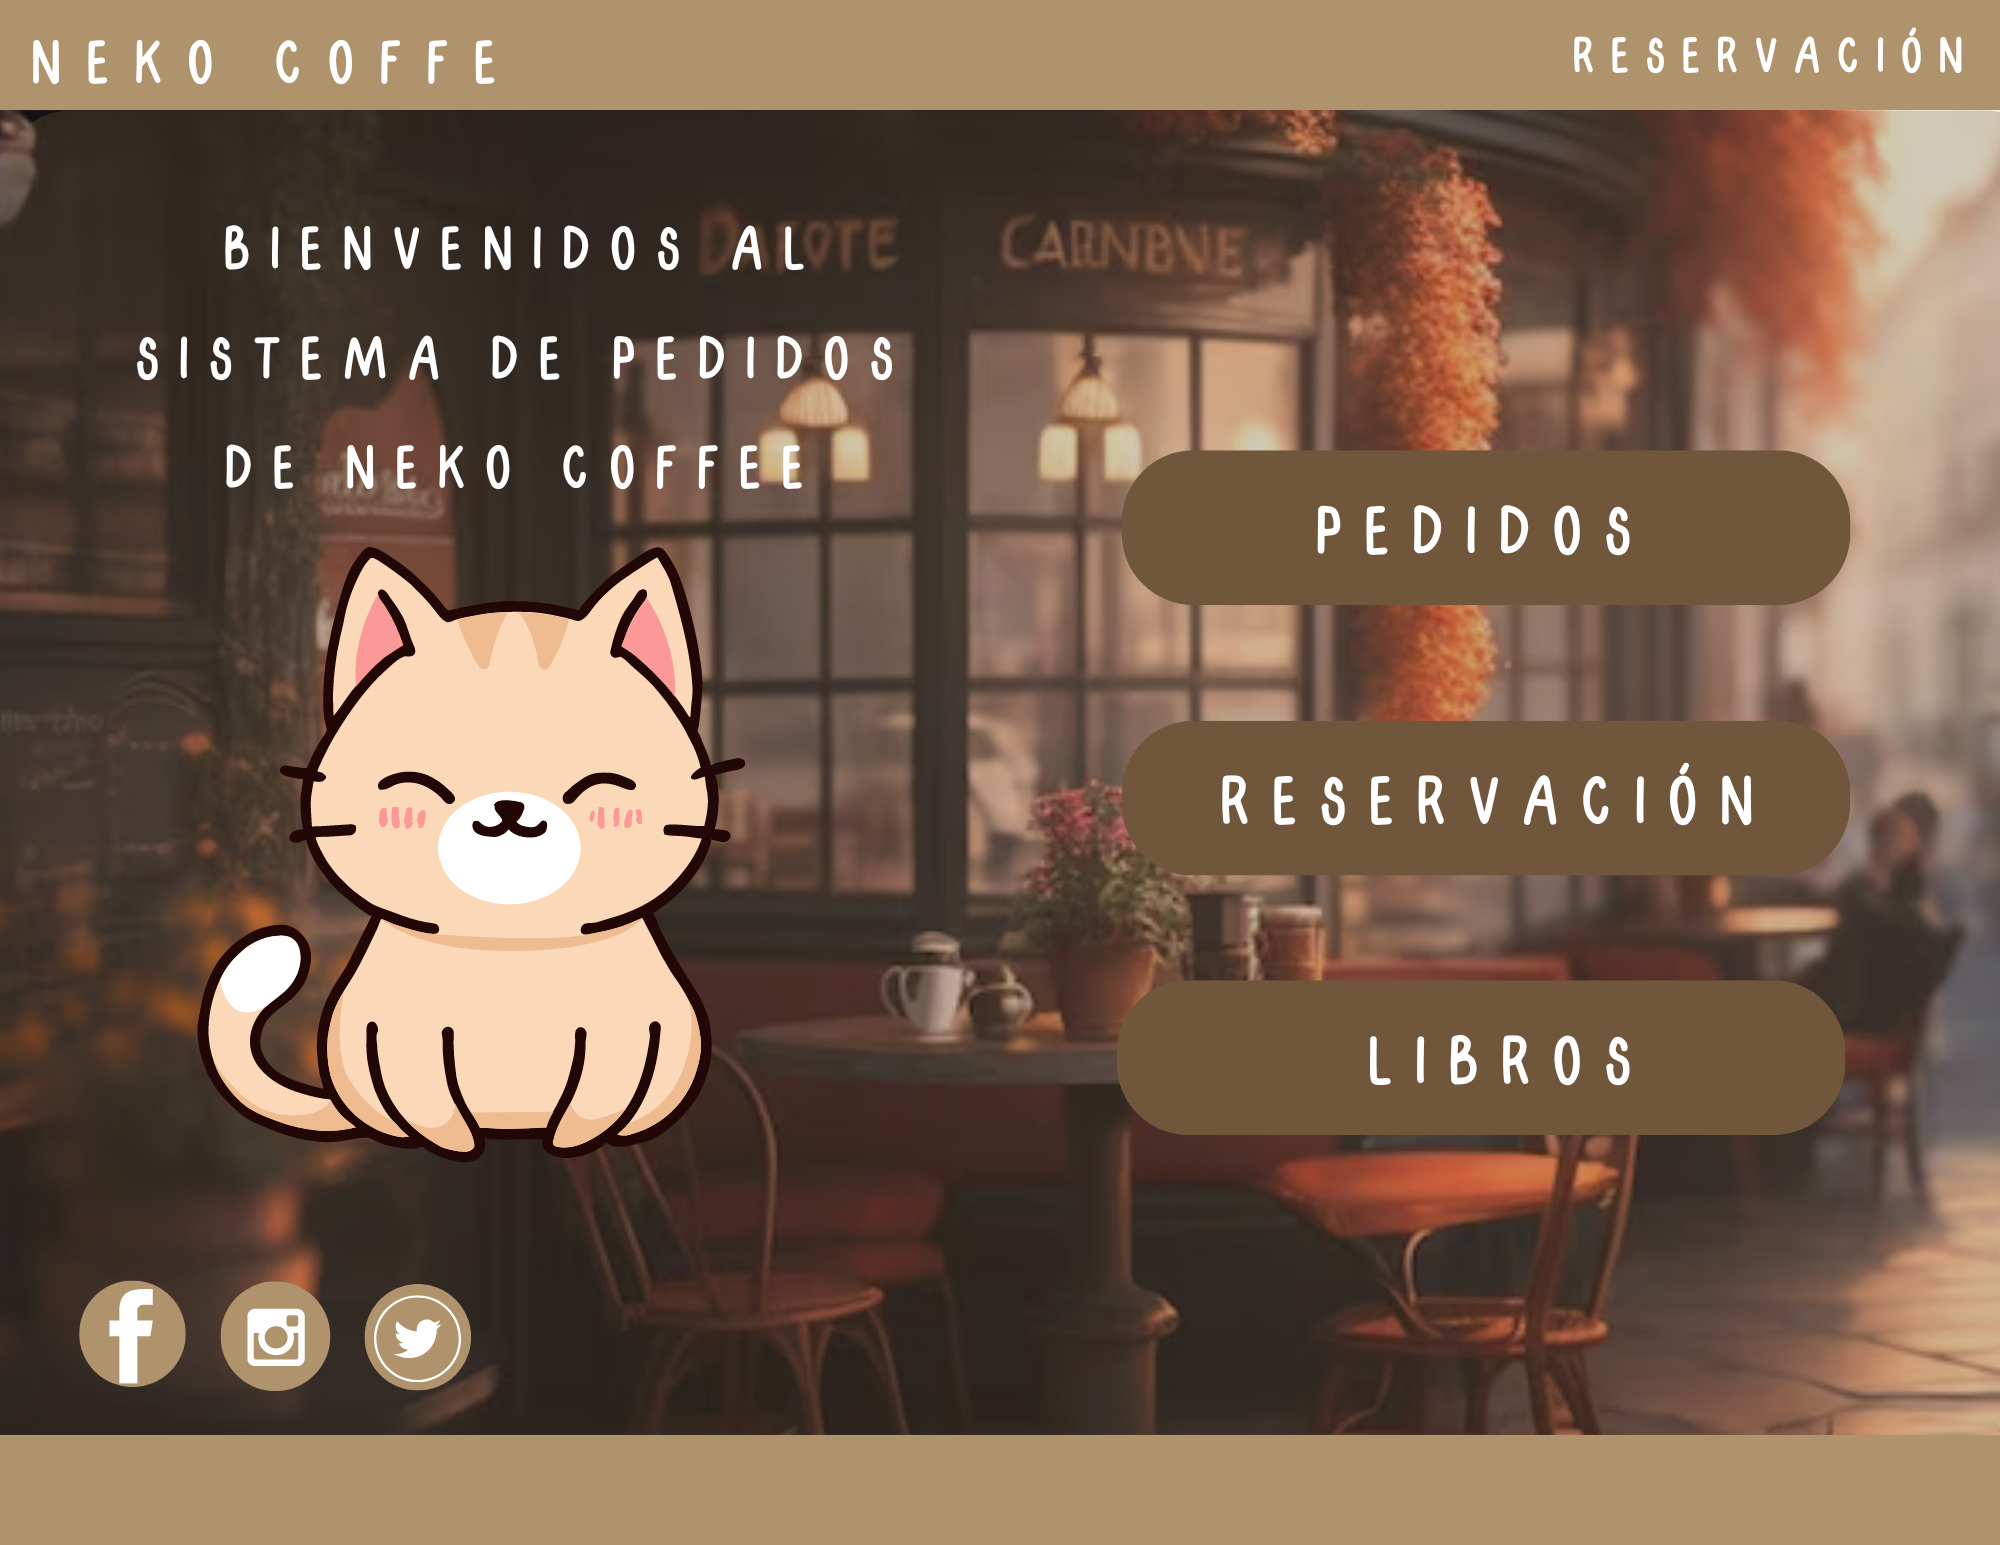 NEKO COFFE
RESERVACIÓN
BIENVENIDOS AL
SISTEMA DE PEDIDOS
DE NEKO COFFEE
CARNBNE
PEDIDOS
RESERVACIÓN
LIBROS